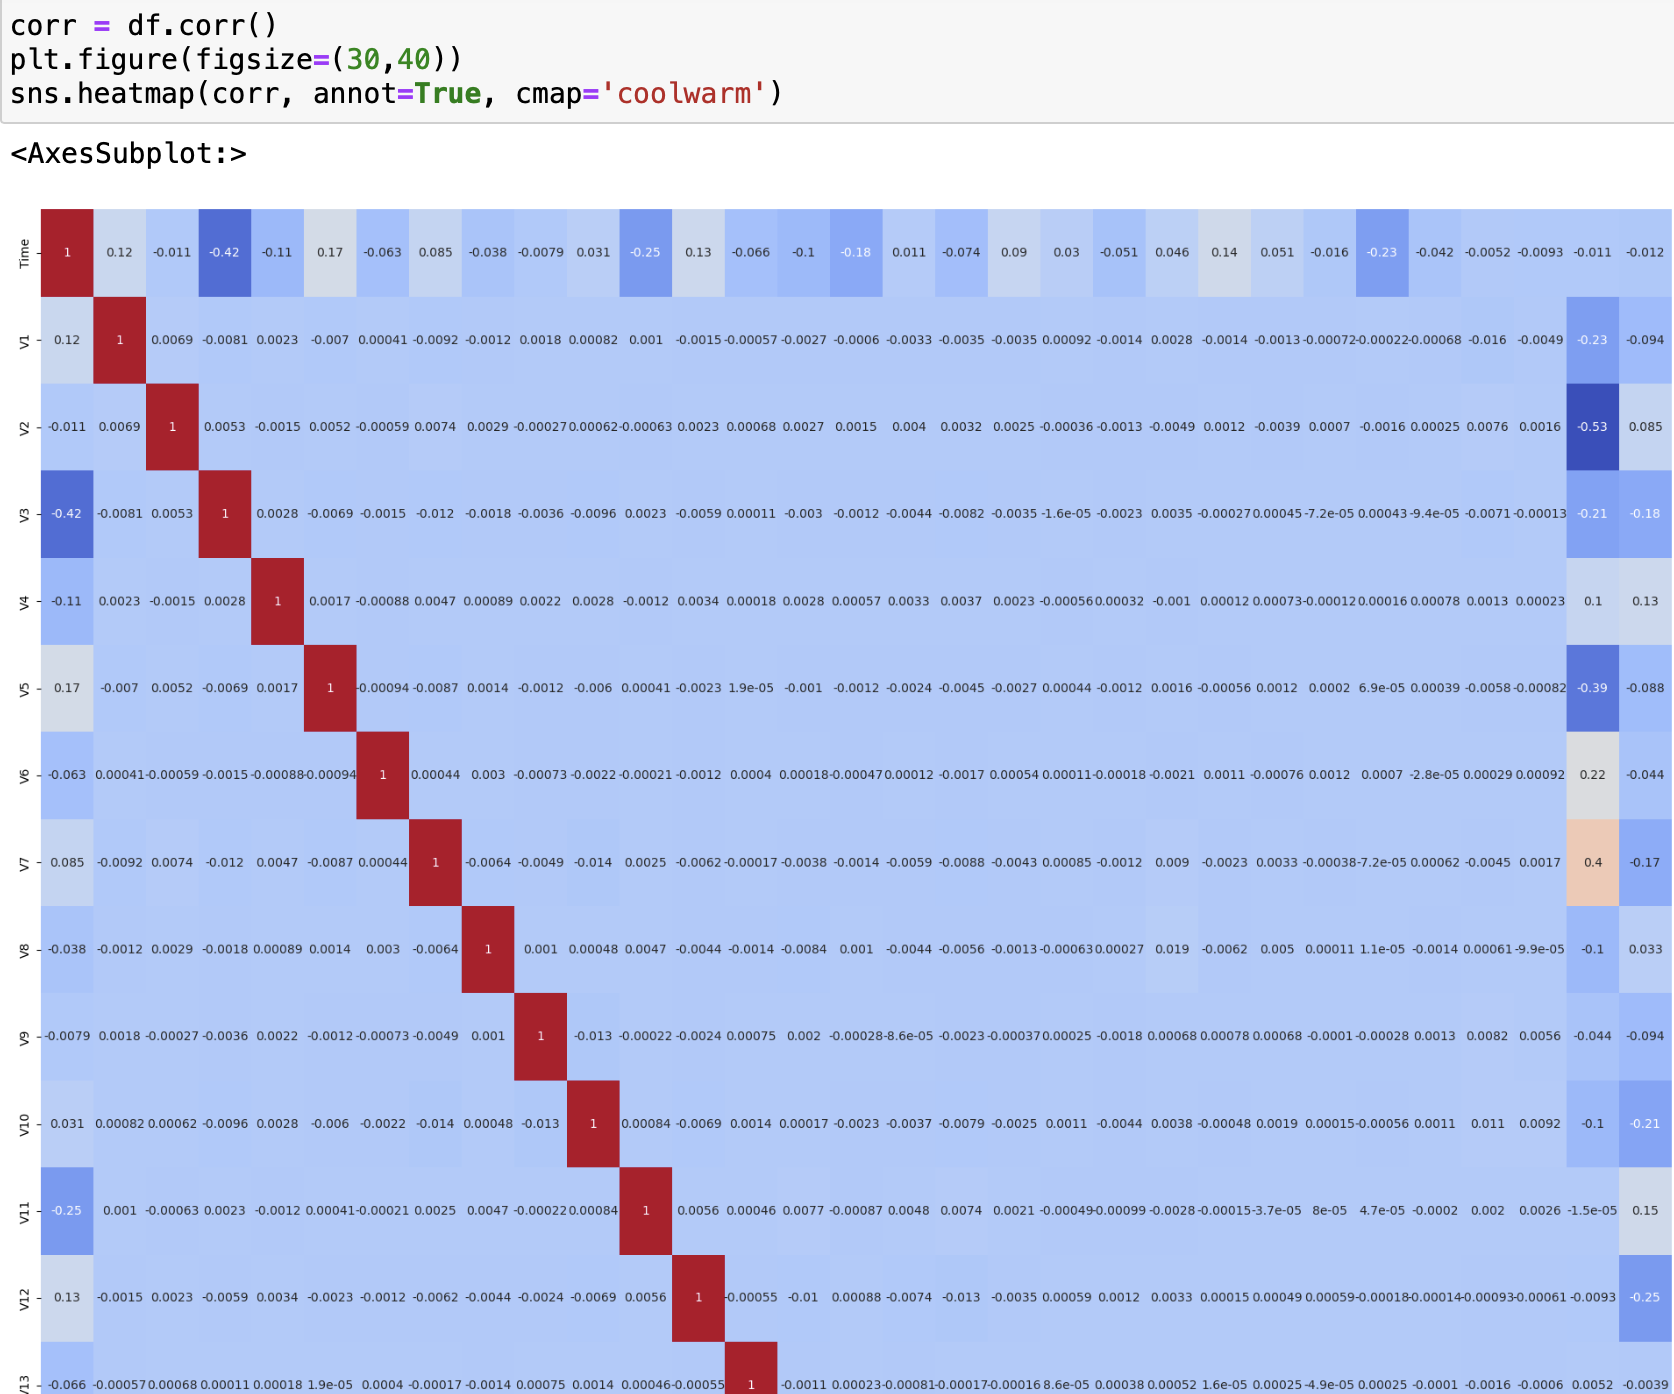 corr = df.corr()
plt.figure(figsize=(30,40))
sns.heatmap(corr, annot=True, cmap='coolwarm')
<AxesSubplot:>
Time 1 0.12 -0.011 -0.42 -0.11 0.17 -0.063 0.085 -0.038 -0.0079 0.031 -0.25 0.13 -0.066 -0.1 -0.18 0.011 -0.074 0.09 0.03 -0.051 0.046 0.14 0.051 -0.016 -0.23 -0.042 -0.0052 -0.0093 -0.011 -0.012
V1 0.12 1 0.0069 -0.0081 0.0023 -0.007 0.00041 -0.0092 -0.0012 0.0018 0.00082 0.001 -0.0015 -0.00057 -0.0027 -0.0006 -0.0033 -0.0035 -0.0035 0.00092 -0.0014 0.0028 -0.0014 -0.0013 -0.00072 -0.00022 -0.00068 -0.016 -0.0049 -0.23 -0.094
V2 -0.011 0.0069 1 0.0053 -0.0015 0.0052 -0.00059 0.0074 0.0029 -0.00027 0.00062 -0.00063 0.0023 0.00068 0.0027 0.0015 0.004 0.0032 0.0025 -0.00036 -0.0013 -0.0049 0.0012 -0.0039 0.0007 -0.0016 0.00025 0.0076 0.0016 -0.53 0.085
V3 -0.42 -0.0081 0.0053 1 0.0028 -0.0069 -0.0015 -0.012 -0.0018 -0.0036 -0.0096 0.0023 -0.0059 0.00011 -0.003 -0.0012 -0.0044 -0.0082 -0.0035 -1.6e-05 -0.0023 0.0035 -0.00027 0.00045 -7.2e-05 0.00043 -9.4e-05 -0.0071 -0.00013 -0.21 -0.18
V4 -0.11 0.0023 -0.0015 0.0028 1 0.0017 -0.00088 0.0047 0.00089 0.0022 0.0028 -0.0012 0.0034 0.00018 0.0028 0.00057 0.0033 0.0037 0.0023 -0.00056 0.00032 -0.001 0.00012 0.00073 -0.00012 0.00016 0.00078 0.0013 0.00023 0.1 0.13
V5 0.17 -0.007 0.0052 -0.0069 0.0017 1 -0.00094 -0.0087 0.0014 -0.0012 -0.006 0.00041 -0.0023 1.9e-05 -0.001 -0.0012 -0.0024 -0.0045 -0.0027 0.00044 -0.0012 0.0016 -0.00056 0.0012 0.0002 6.9e-05 0.00039 -0.0058 -0.00082 -0.39 -0.088
V6 -0.063 0.00041 -0.00059 -0.0015 -0.00088 -0.00094 1 0.00044 0.003 -0.00073 -0.0022 -0.00021 -0.0012 0.0004 0.00018 -0.00047 0.00012 -0.0017 0.00054 0.00011 -0.00018 -0.0021 0.0011 -0.00076 0.0012 0.0007 -2.8e-05 0.00029 0.00092 0.22 -0.044
V7 0.085 -0.0092 0.0074 -0.012 0.0047 -0.0087 0.00044 1 -0.0064 -0.0049 -0.014 0.0025 -0.0062 -0.00017 -0.0038 -0.0014 -0.0059 -0.0088 -0.0043 0.00085 -0.0012 0.009 -0.0023 0.0033 -0.00038 -7.2e-05 0.00062 -0.0045 0.0017 0.4 -0.17
V8 -0.038 -0.0012 0.0029 -0.0018 0.00089 0.0014 0.003 -0.0064 1 0.001 0.00048 0.0047 -0.0044 -0.0014 -0.0084 0.001 -0.0044 -0.0056 -0.0013 -0.00063 0.00027 0.019 -0.0062 0.005 0.00011 1.1e-05 -0.0014 0.00061 -9.9e-05 -0.1 0.033
V9 -0.0079 0.0018 -0.00027 -0.0036 0.0022 -0.0012 -0.00073 -0.0049 0.001 1 -0.013 -0.00022 -0.0024 0.00075 0.002 -0.00028 -8.6e-05 -0.0023 -0.00037 0.00025 -0.0018 0.00068 0.00078 0.00068 -0.0001 -0.00028 0.0013 0.0082 0.0056 -0.044 -0.094
V10 0.031 0.00082 0.00062 -0.0096 0.0028 -0.006 -0.0022 -0.014 0.00048 -0.013 1 0.00084 -0.0069 0.0014 0.00017 -0.0023 -0.0037 -0.0079 -0.0025 0.0011 -0.0044 0.0038 -0.00048 0.0019 0.00015 -0.00056 0.0011 0.011 0.0092 -0.1 -0.21
V11 -0.25 0.001 -0.00063 0.0023 -0.0012 0.00041 -0.00021 0.0025 0.0047 -0.00022 0.00084 1 0.0056 0.00046 0.0077 -0.00087 0.0048 0.0074 0.0021 -0.00049 -0.00099 -0.0028 -0.00015 -3.7e-05 8e-05 4.7e-05 -0.0002 0.002 0.0026 -1.5e-05 0.15
V12 0.13 -0.0015 0.0023 -0.0059 0.0034 -0.0023 -0.0012 -0.0062 -0.0044 -0.0024 -0.0069 0.0056 1 -0.00055 -0.01 0.00088 -0.0074 -0.013 -0.0035 0.00059 0.0012 0.0033 0.00015 0.00049 0.00059 -0.00018 -0.00014 -0.00093 -0.00061 -0.0093 -0.25
V13 -0.066 -0.00057 0.00068 0.00011 0.00018 1.9e-05 0.0004 -0.00017 -0.0014 0.00075 0.0014 0.00046 -0.00055 1 -0.0011 0.00023 -0.00081 -0.00017 -0.00016 8.6e-05 0.00038 0.00052 1.6e-05 0.00025 -4.9e-05 0.00025 -0.0001 -0.0016 -0.0006 0.0052 -0.0039